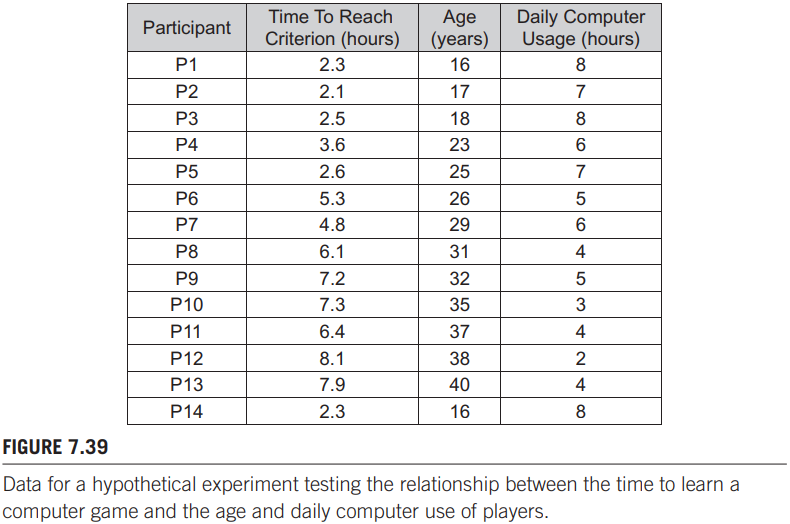 Participant Time To Reach Criterion (hours) Age (years) Daily Computer Usage (hours)
P1 2.3 16 8
P2 2.1 17 7
P3 2.5 18 8
P4 3.6 23 6
P5 2.6 25 7
P6 5.3 26 5
P7 4.8 29 6
P8 6.1 31 4
P9 7.2 32 5
P10 7.3 35 3
P11 6.4 37 4
P12 8.1 38 2
P13 7.9 40 4
P14 2.3 16 8
FIGURE 7.39
Data for a hypothetical experiment testing the relationship between the time to learn a
computer game and the age and daily computer use of players.